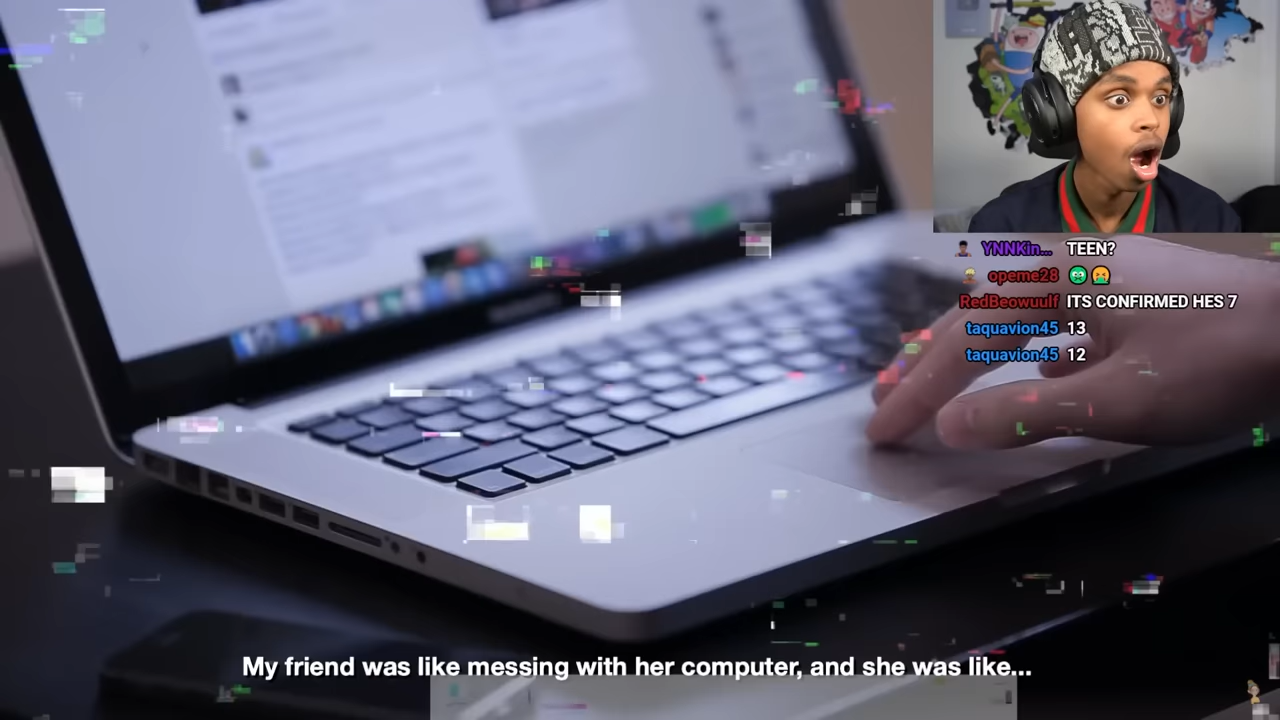 YNNKin... TEEN?
opeme28
RedBeowuulf ITS CONFIRMED HES 7
taquavion45 13
taquavion45 12
My friend was like messing with her computer, and she was like...